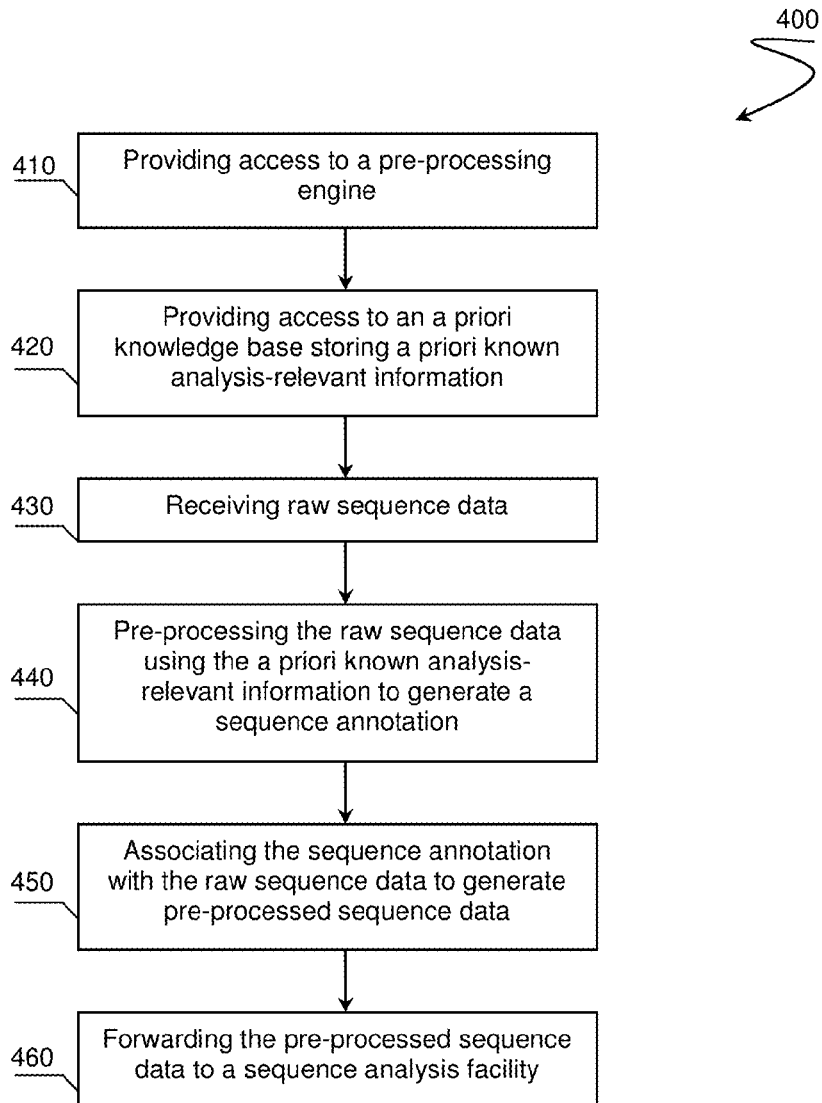 400
410
Providing access to a pre-processing
engine
420
Providing access to an a priori
knowledge base storing a priori known
analysis-relevant information
430
Receiving raw sequence data
440
Pre-processing the raw sequence data
using the a priori known analysis-
relevant information to generate a
sequence annotation
450
Associating the sequence annotation
with the raw sequence data to generate
pre-processed sequence data
460
Forwarding the pre-processed sequence
data to a sequence analysis facility